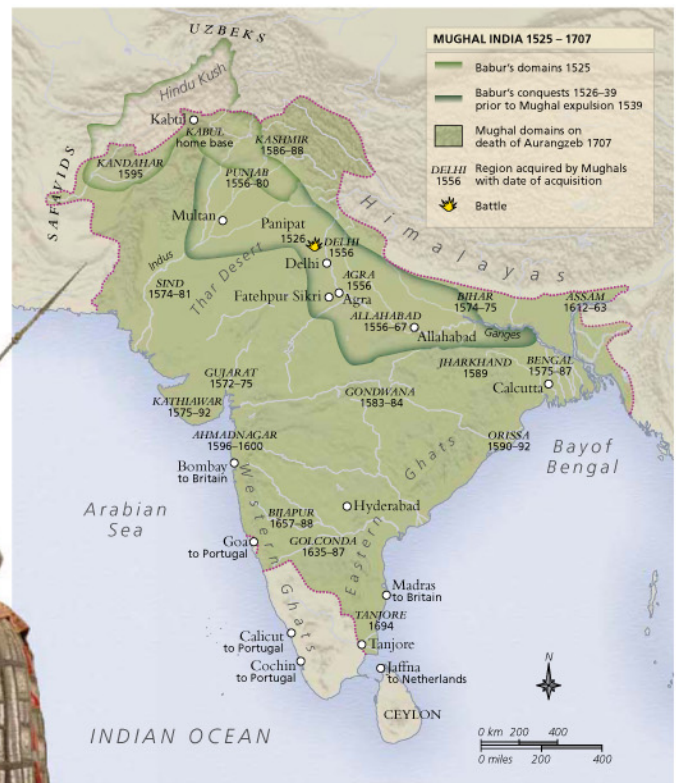 UZBEKS
MUGHAL INDIA 1525 – 1707
Babur's domains 1525
Babur's conquests 1526–39
prior to Mughal expulsion 1539
Mughal domains on
death of Aurangzeb 1707
DELHI
1556
Region acquired by Mughals
with date of acquisition
Battle
Hindu Kush
Kabul
KABUL
home base
KASHMIR
1586–88
KANDAHAR
1595
SAFAVIDS
PUNJAB
1556–80
Multan
Panipat
1526
DELHI
1556
Delhi
Himalayas
Indus
Thar Desert
SIND
1574–81
AGRA
1556
Fatehpur Sikri
Agra
ALLAHABAD
1556–67
Allahabad
BIHAR
1574–75
Ganges
ASSAM
1612–63
JHARKHAND
1589
BENGAL
1575–87
Calcutta
GUJARAT
1572–75
KATHIAWAR
1575–92
GONDWANA
1583–84
AHMADNAGAR
1596–1600
ORISSA
1590–92
Bay of
Bengal
Bombay
to Britain
Arabian
Sea
Western Ghats
Eastern Ghats
Hyderabad
BIJAPUR
1657–88
GOLCONDA
1635–87
Goa
to Portugal
Madras
to Britain
TANJORE
1694
Tanjore
Calicut
to Portugal
Cochin
to Portugal
Jaffna
to Netherlands
CEYLON
INDIAN OCEAN
N
0 km 200 400
0 miles 200 400